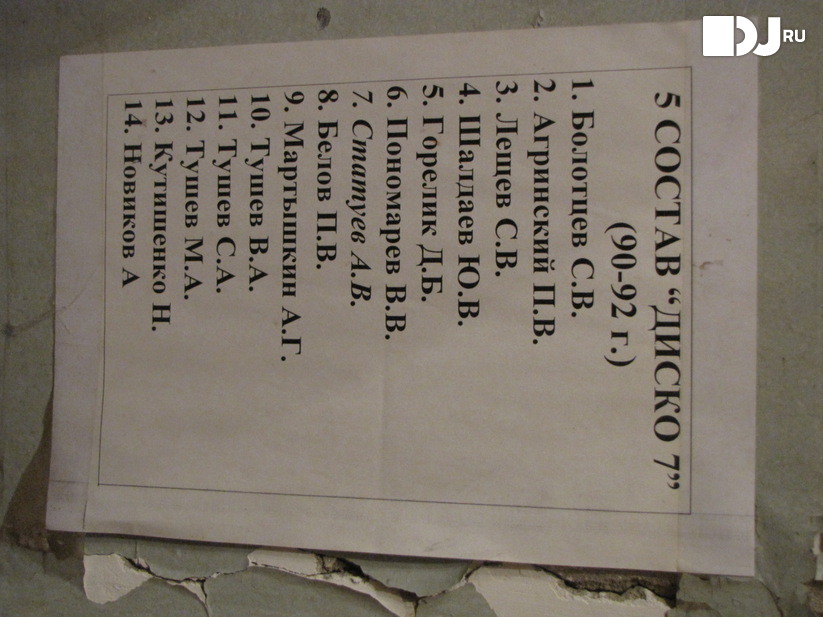 5 СОСТАВ “ДИСКО 7”
(90-92 г.)
1. Болотцев С.В.
2. Агринский П.В.
3. Лещев С.В.
4. Шалдаев Ю.В.
5. Горелик Д.Б.
6. Пономарев В.В.
7. Статуев А.В.
8. Белов П.В.
9. Мартышкин А.Г.
10. Тушев В.А.
11. Тушев С.А.
12. Тушев М.А.
13. Кутишенко Н.
14. Новиков А
DJ.RU